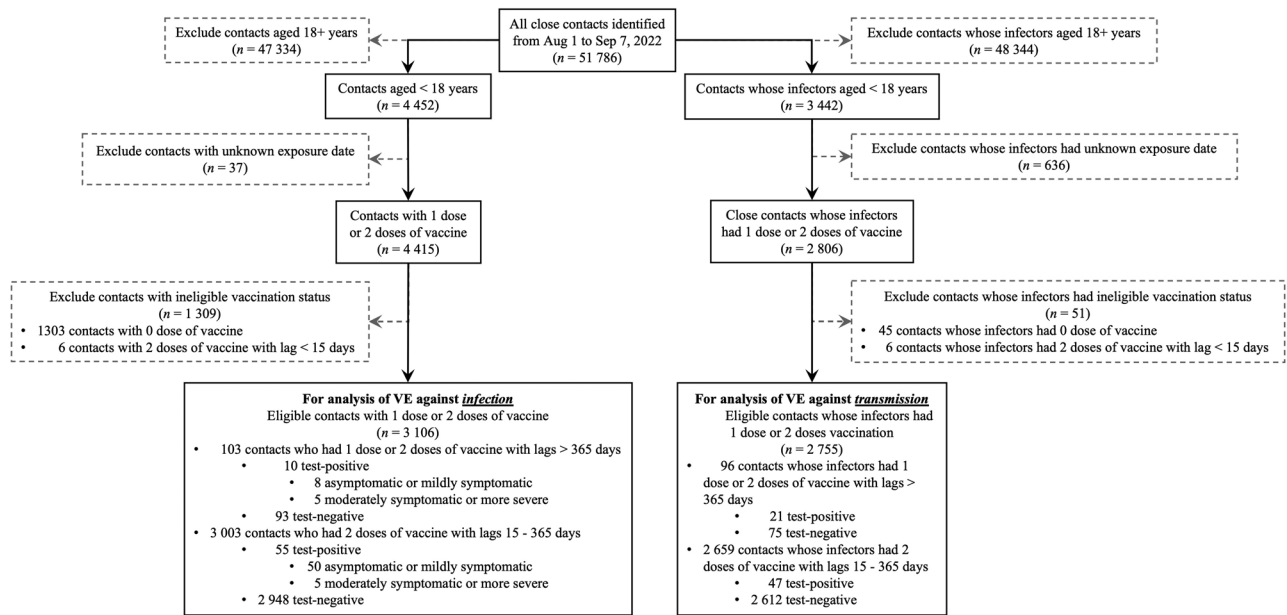 All close contacts identified
from Aug 1 to Sep 7, 2022
(n = 51 786)
Exclude contacts aged 18+ years
(n = 47 334)
Exclude contacts whose infectors aged 18+ years
(n = 48 344)
Contacts aged < 18 years
(n = 4 452)
Contacts whose infectors aged < 18 years
(n = 3 442)
Exclude contacts with unknown exposure date
(n = 37)
Exclude contacts whose infectors had unknown exposure date
(n = 636)
Contacts with 1 dose
or 2 doses of vaccine
(n = 4 415)
Close contacts whose infectors
had 1 dose or 2 doses of vaccine
(n = 2 806)
Exclude contacts with ineligible vaccination status
(n = 1 309)
• 1303 contacts with 0 dose of vaccine
• 6 contacts with 2 doses of vaccine with lag < 15 days
Exclude contacts whose infectors had ineligible vaccination status
(n = 51)
• 45 contacts whose infectors had 0 dose of vaccine
• 6 contacts whose infectors had 2 doses of vaccine with lag < 15 days
For analysis of VE against infection
Eligible contacts with 1 dose or 2 doses of vaccine
(n = 3 106)
• 103 contacts who had 1 dose or 2 doses of vaccine with lags > 365 days
• 10 test-positive
• 8 asymptomatic or mildly symptomatic
• 5 moderately symptomatic or more severe
• 93 test-negative
• 3 003 contacts who had 2 doses of vaccine with lags 15 - 365 days
• 55 test-positive
• 50 asymptomatic or mildly symptomatic
• 5 moderately symptomatic or more severe
• 2 948 test-negative
For analysis of VE against transmission
Eligible contacts whose infectors had
1 dose or 2 doses vaccination
(n = 2 755)
• 96 contacts whose infectors had 1
dose or 2 doses of vaccine with lags >
365 days
• 21 test-positive
• 75 test-negative
• 2 659 contacts whose infectors had 2
doses of vaccine with lags 15 - 365 days
• 47 test-positive
• 2 612 test-negative